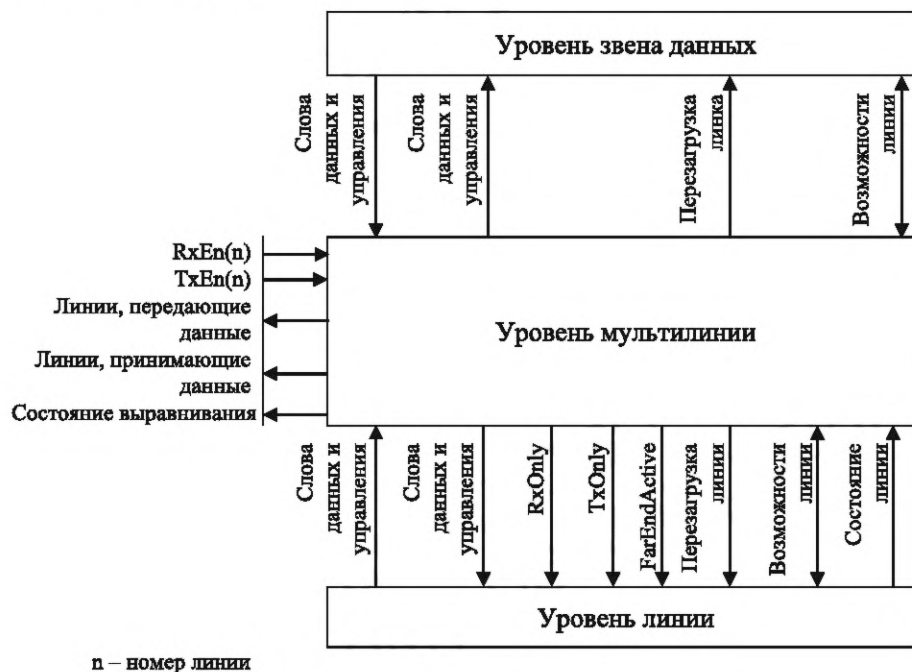 Уровень звена данных
Слова
данных и
управления
Слова
данных и
управления
Перезагрузка
линка
Возможности
линии
RxEn(n)
TxEn(n)
Линии, передающие
данные
Линии, принимающие
данные
Состояние выравнивания
Уровень мультилинии
Слова
данных и
управления
Слова
данных и
управления
RxOnly
TxOnly
FarEndActive
Перезагрузка
линии
Возможности
линии
Состояние
линии
Уровень линии
n – номер линии